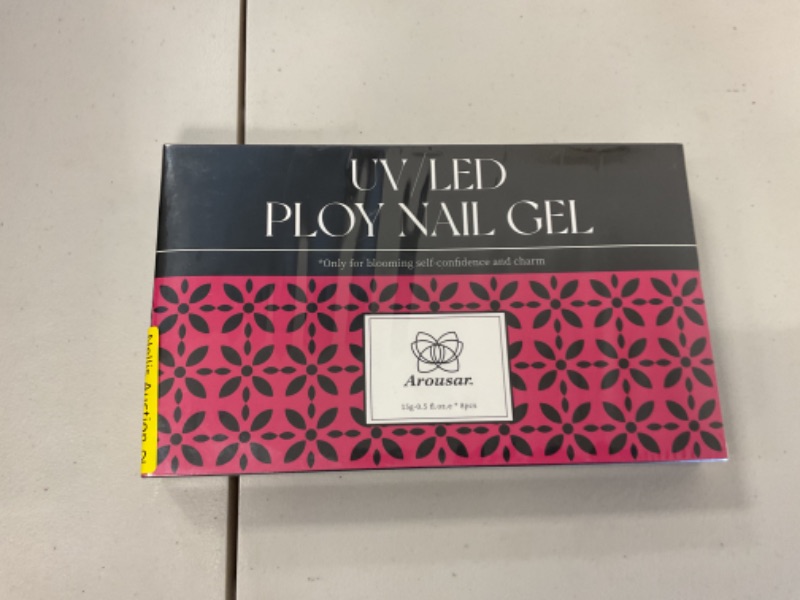 UV/LED
PLOY NAIL GEL
*Only for blooming self-confidence and charm
Arousar.
15g-0.5 fl.oz.e * 8pcs
Auction